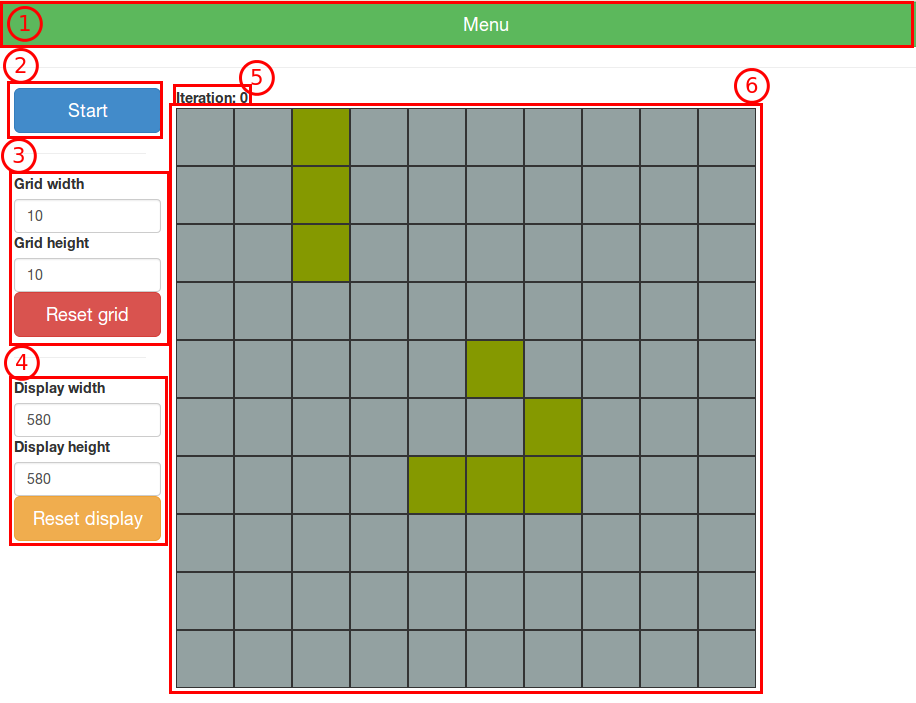 1
Menu
2
5
6
Start
Iteration: 0
3
Grid width
10
Grid height
10
Reset grid
4
Display width
580
Display height
580
Reset display